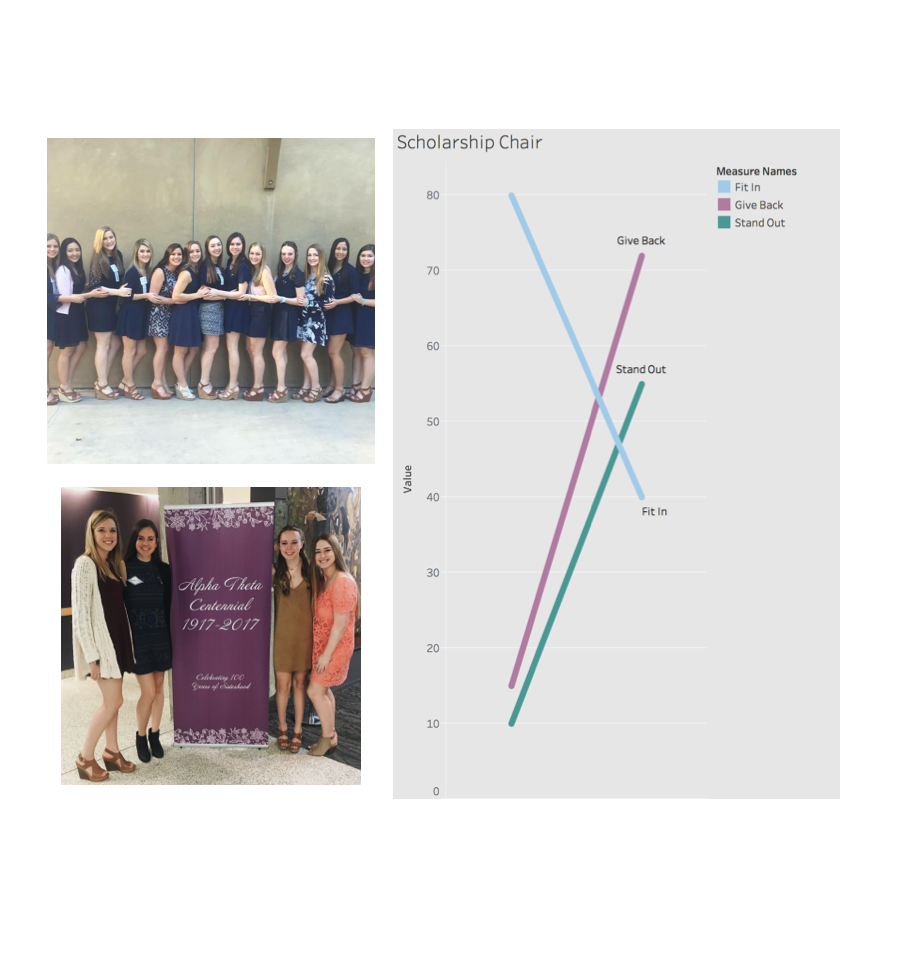 Scholarship Chair
Measure Names
Fit In
Give Back
Stand Out
80
70
60
50
40
30
20
10
0
Value
Give Back
Stand Out
Fit In
Alpha Theta
Centennial
1917-2017
Celebrating 100
Years of Sisterhood